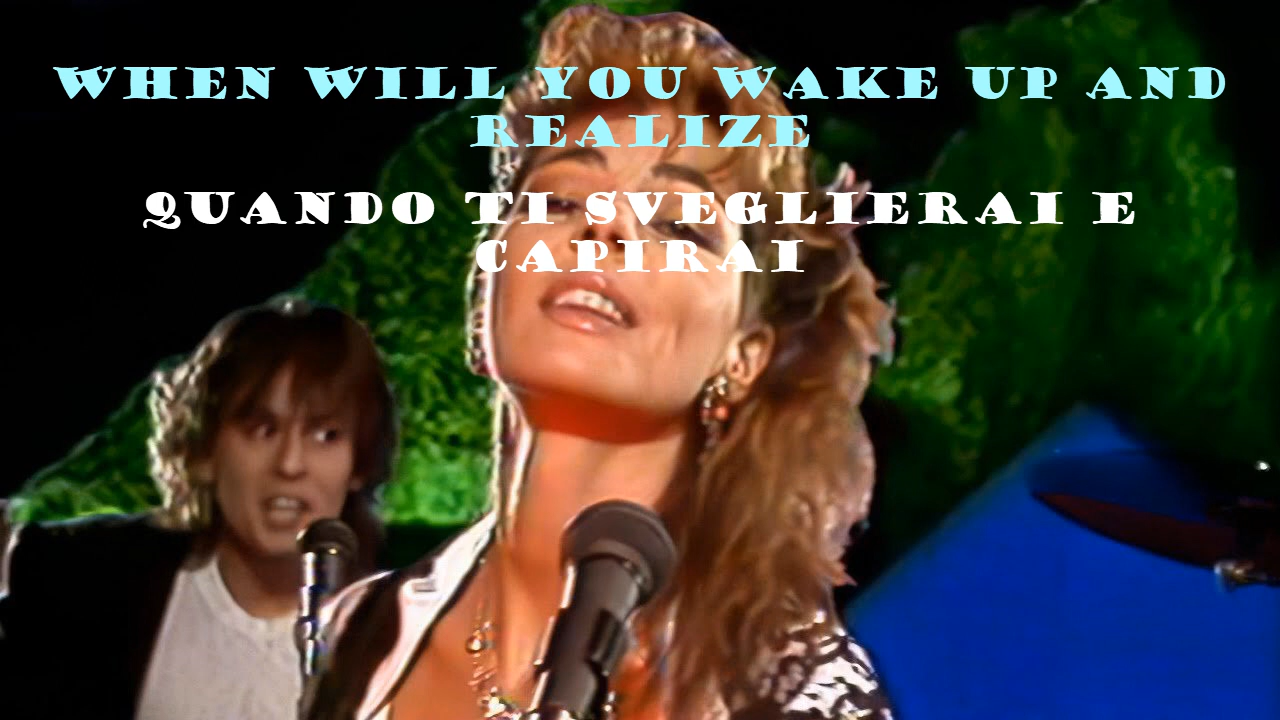 WHEN WILL YOU WAKE UP AND
REALIZE
QUANDO TI SVEGLIERAI E
CAPIRAI